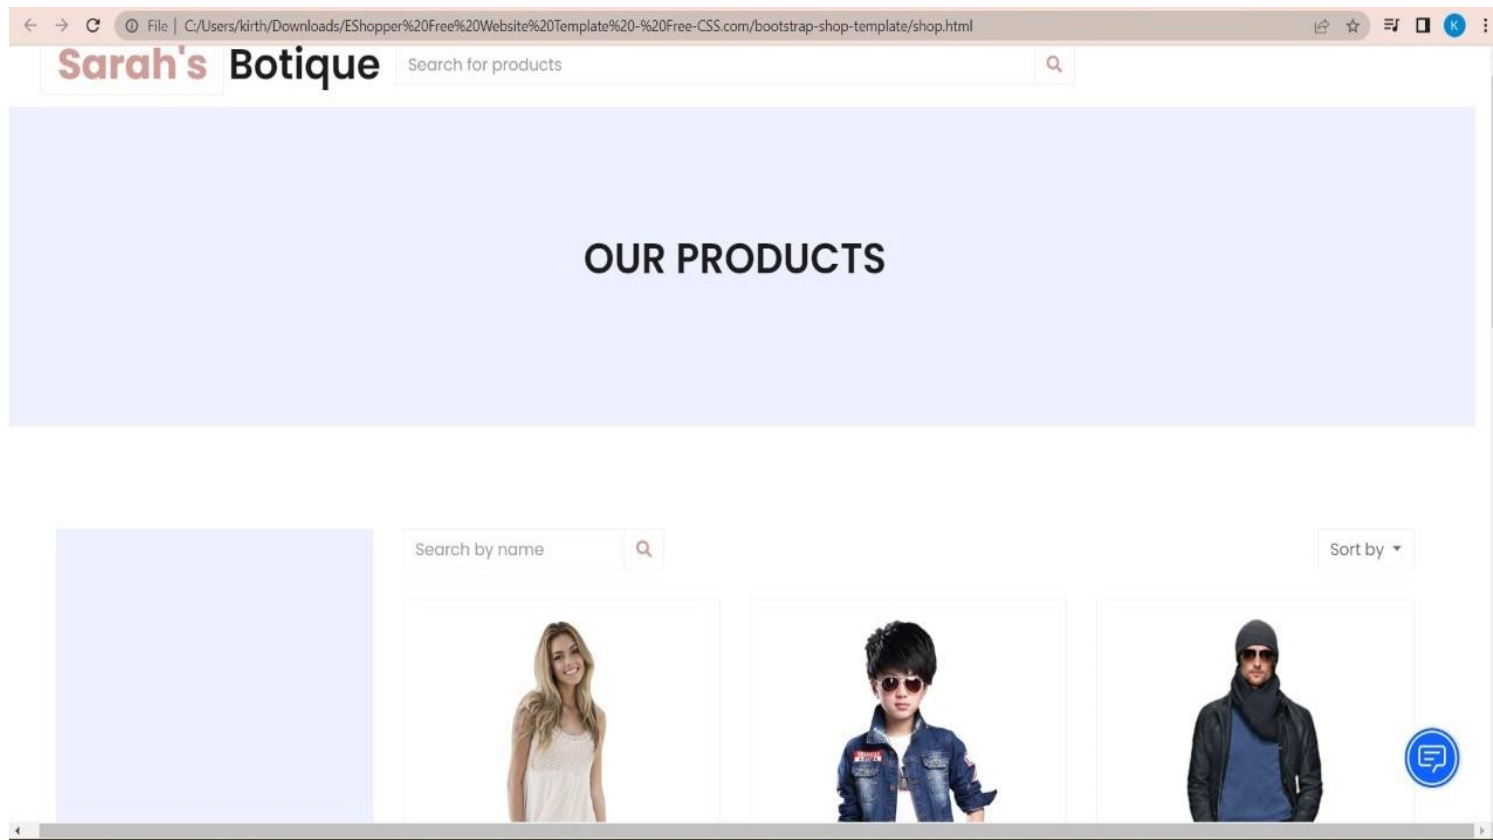 File | C:/Users/kirth/Downloads/EShopper%20Free%20Website%20Template%20-%20Free-CSS.com/bootstrap-shop-template/shop.html
K
Sarah's Botique Search for products
OUR PRODUCTS
Search by name Sort by